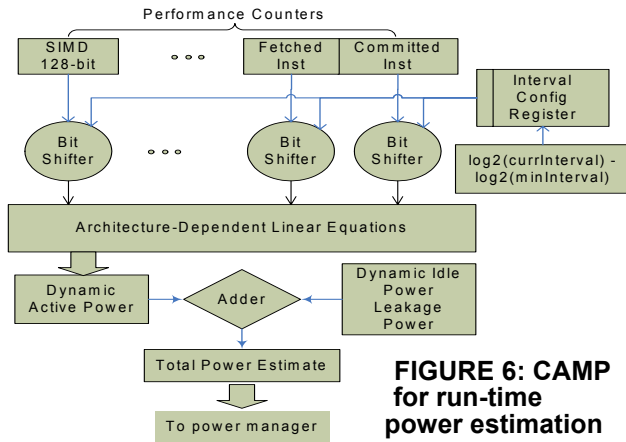 Performance Counters
SIMD
128-bit
Fetched
Inst
Committed
Inst
Interval
Config
Register
Bit
Shifter
Bit
Shifter
Bit
Shifter
log2(currInterval) -
log2(minInterval)
Architecture-Dependent Linear Equations
Dynamic
Active Power
Adder
Dynamic Idle
Power
Leakage
Power
Total Power Estimate
To power manager
FIGURE 6: CAMP
for run-time
power estimation